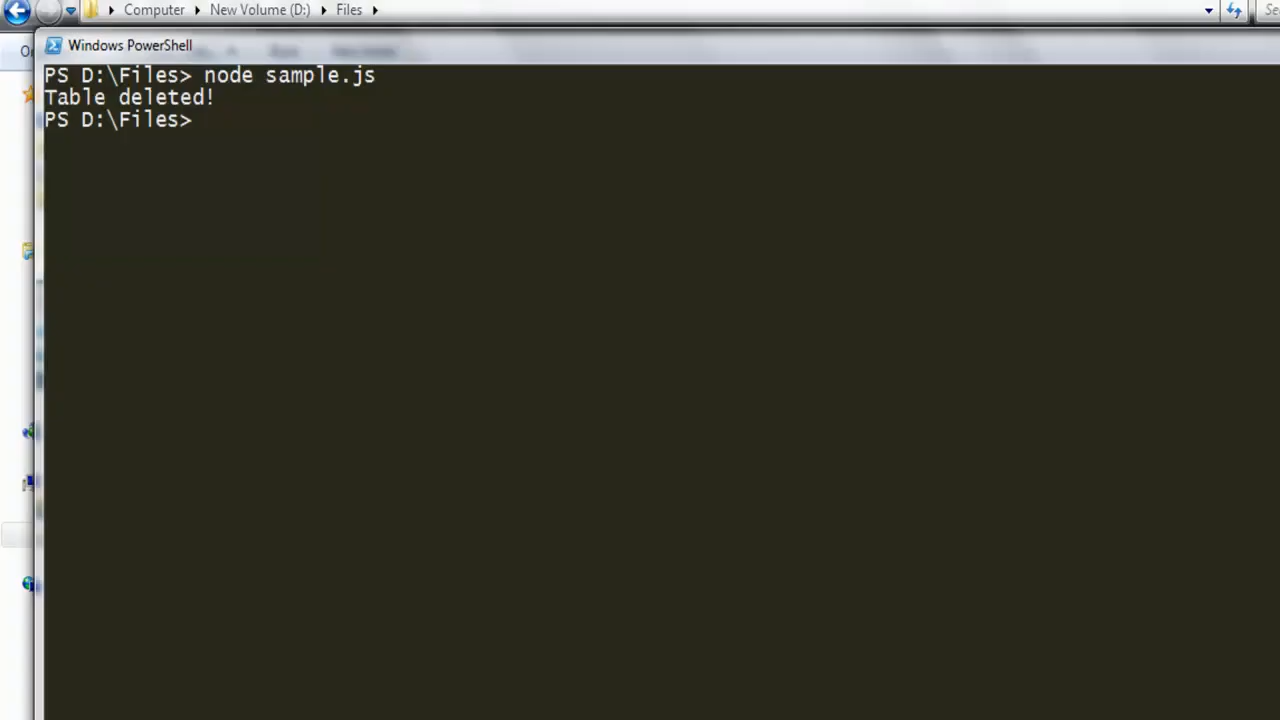 Computer New Volume (D:) Files
Windows PowerShell
PS D:\Files> node sample.js
Table deleted!
PS D:\Files>